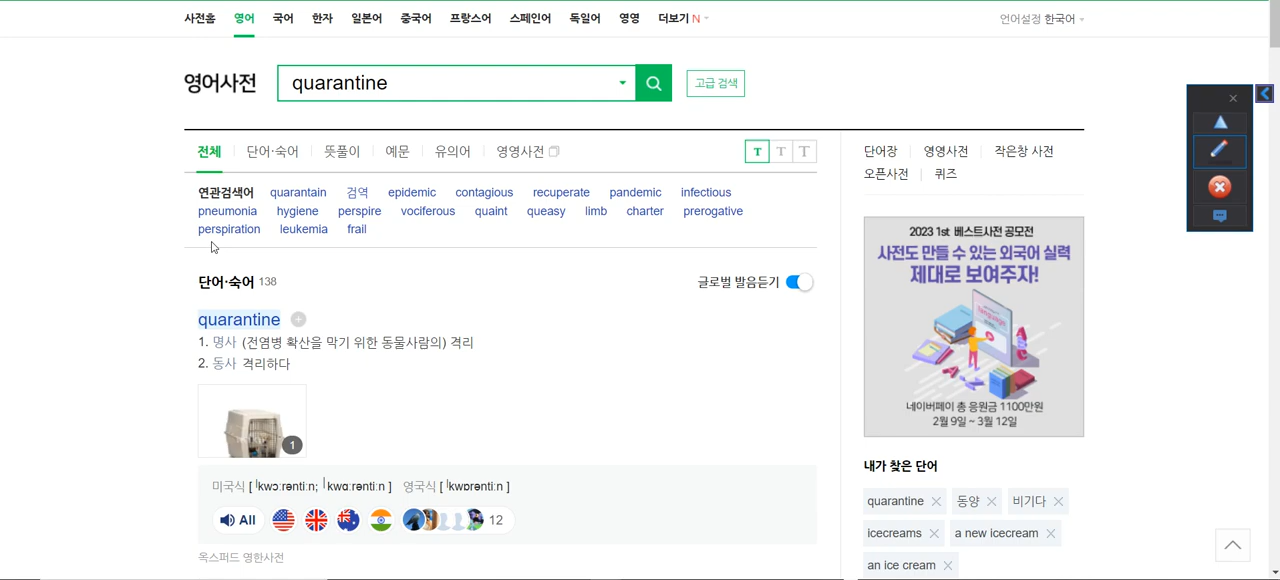 사전홈 영어 국어 한자 일본어 중국어 프랑스어 스페인어 독일어 영영 더보기 N 언어설정 한국어
영어사전 quarantine 고급 검색
전체 단어·숙어 뜻풀이 예문 유의어 영영사전 T T T
연관검색어 quarantain 검역 epidemic contagious recuperate pandemic infectious
pneumonia hygiene perspire vociferous quaint queasy limb charter prerogative
perspiration leukemia frail
단어·숙어 138 글로벌 발음듣기
quarantine
1. 명사 (전염병 확산을 막기 위한 동물사람의) 격리
2. 동사 격리하다
1
미국식 [ ˈkwɔːrəntiːn; ˈkwɑːrəntiːn ] 영국식 [ ˈkwɒrəntiːn ]
All 12
옥스퍼드 영한사전
단어장 영영사전 작은창 사전
오픈사전 퀴즈
2023 1st 베스트사전 공모전
사전도 만들 수 있는 외국어 실력
제대로 보여주자!
language
네이버페이 총 응원금 1100만원
2월 9일 ~ 3월 12일
내가 찾은 단어
quarantine 동양 비기다
icecreams a new icecream
an ice cream